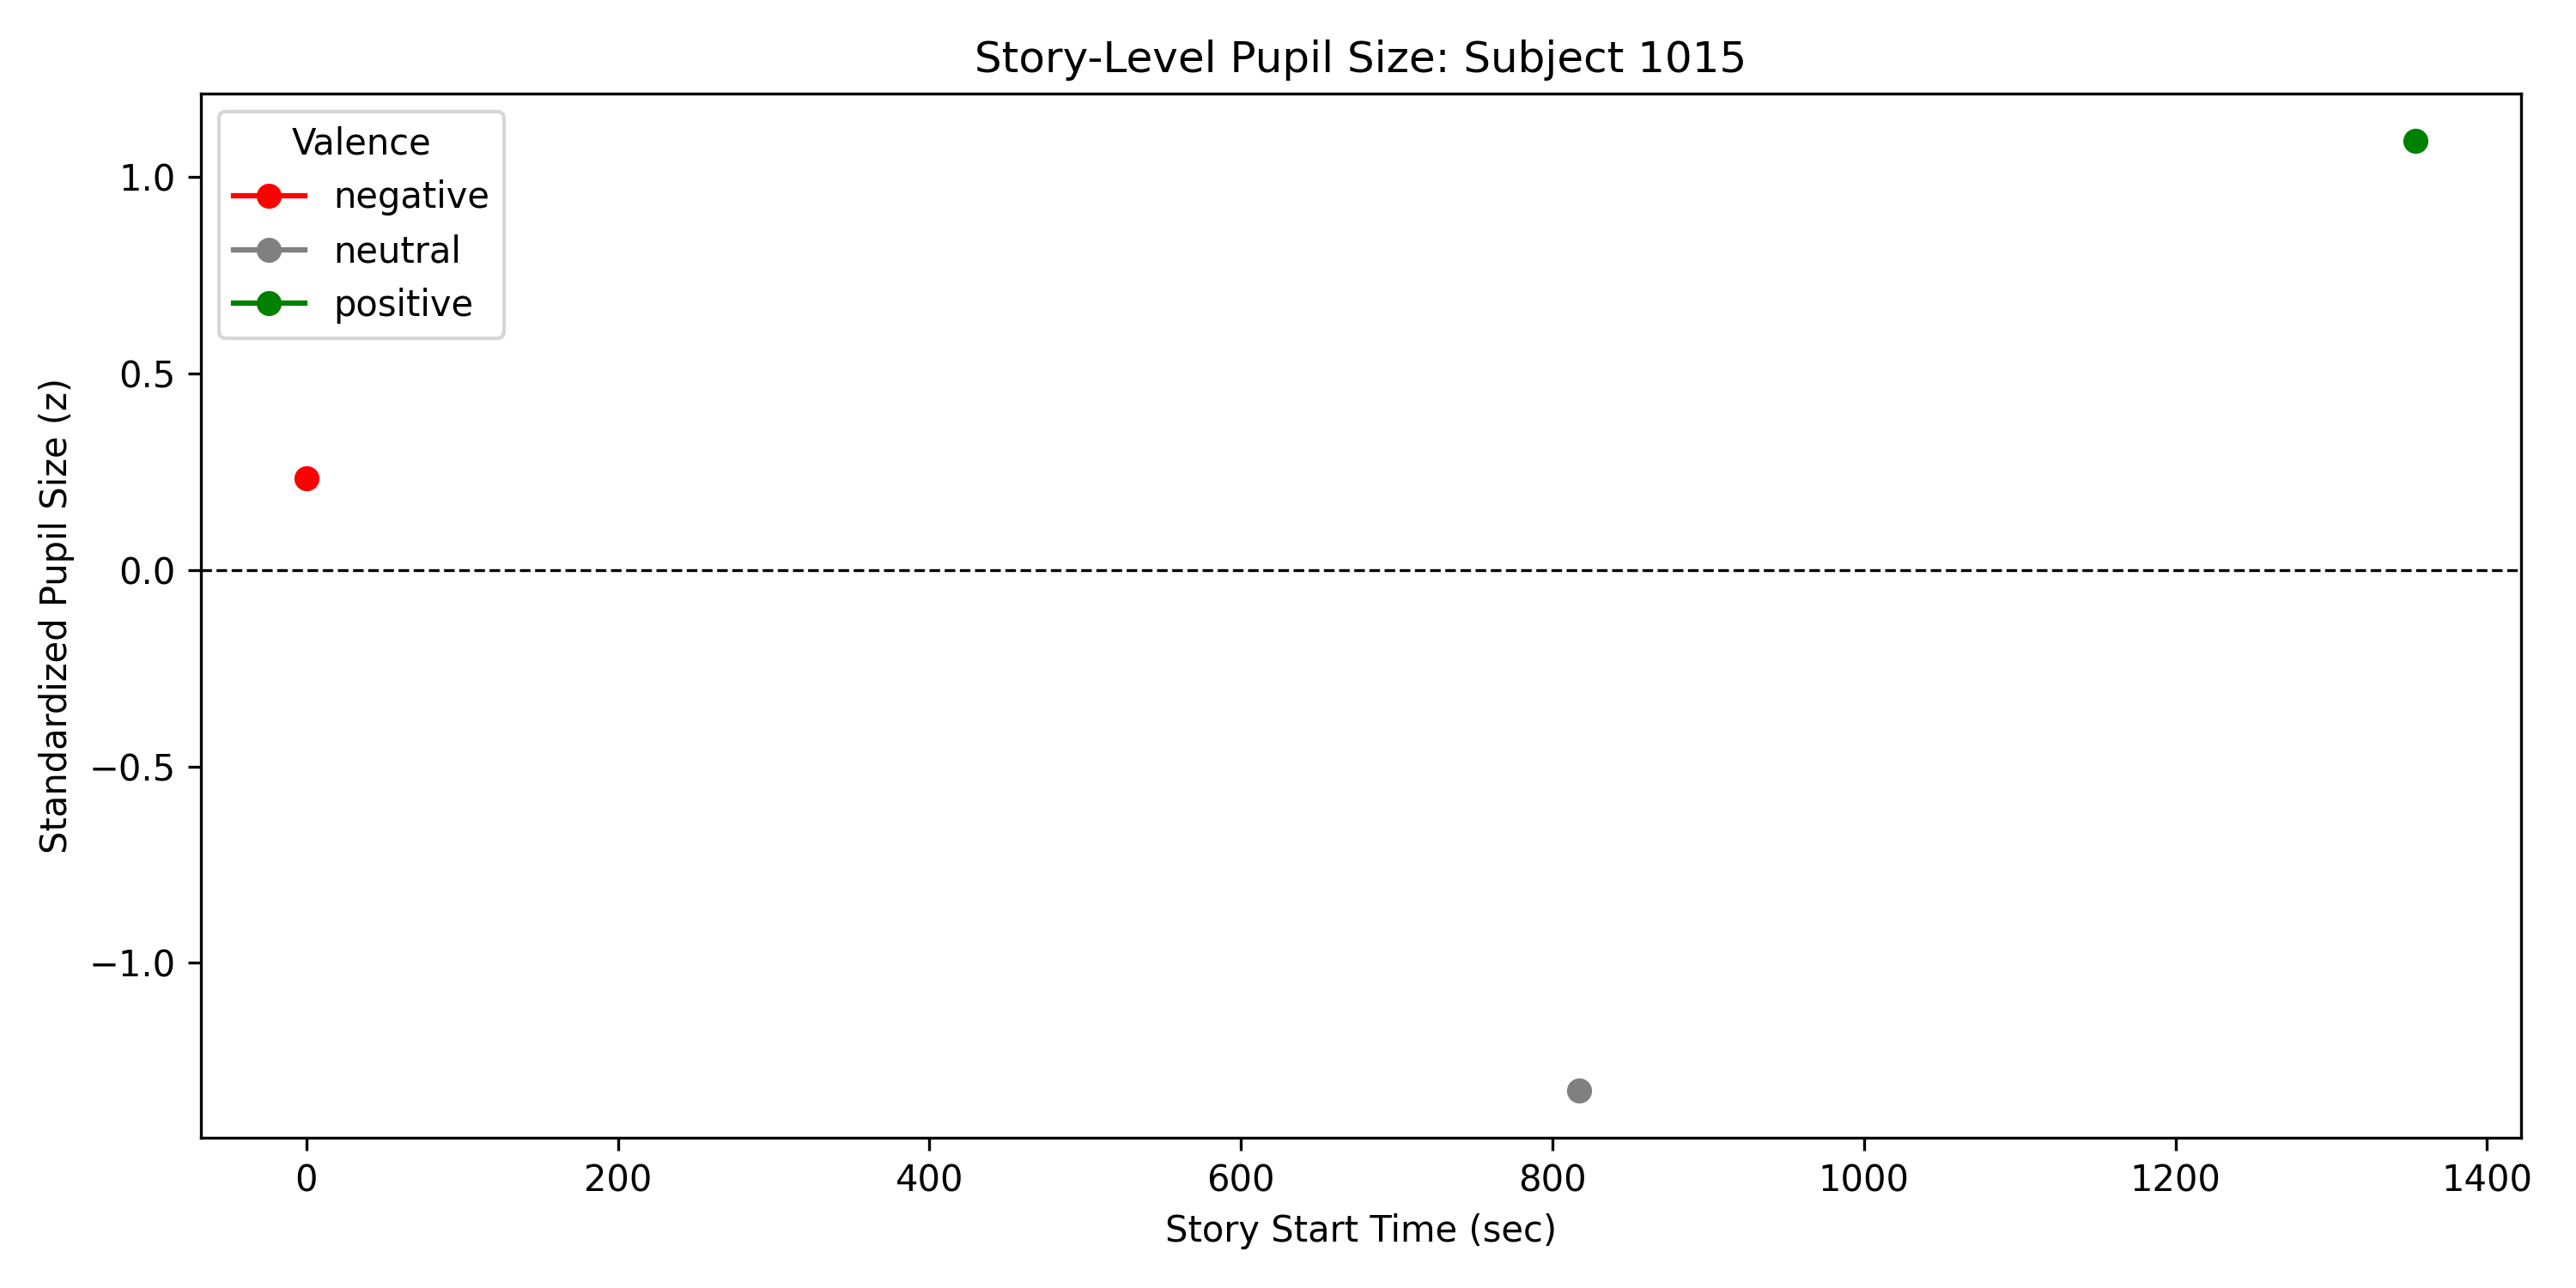 Story-Level Pupil Size: Subject 1015
Valence
negative
neutral
positive
Standardized Pupil Size (z)
1.0
0.5
0.0
−0.5
−1.0
0 200 400 600 800 1000 1200 1400
Story Start Time (sec)